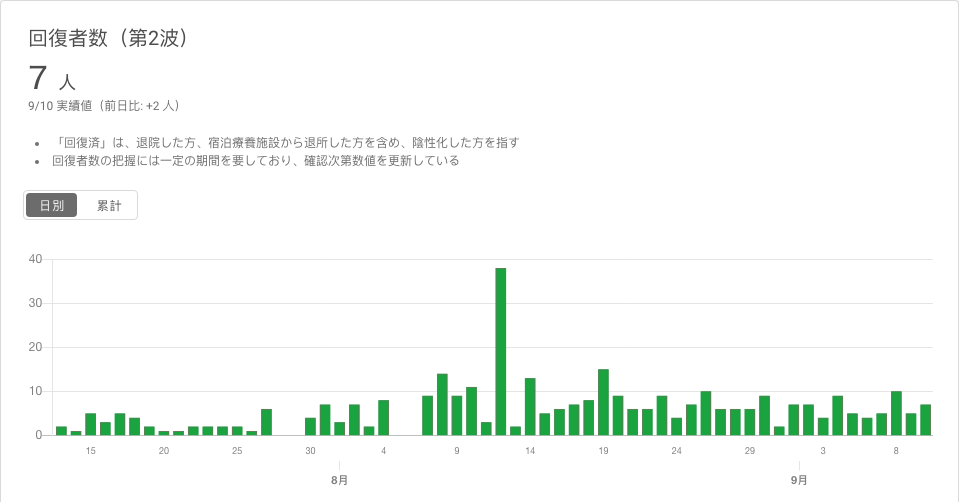 回復者数（第2波）
7 人
9/10 実績値（前日比: +2 人）
「回復済」は、退院した方、宿泊療養施設から退所した方を含め、陰性化した方を指す
回復者数の把握には一定の期間を要しており、確認次第数値を更新している
日別 累計
40
30
20
10
0
15 20 25 30 4 9 14 19 24 29 3 8
8月 9月